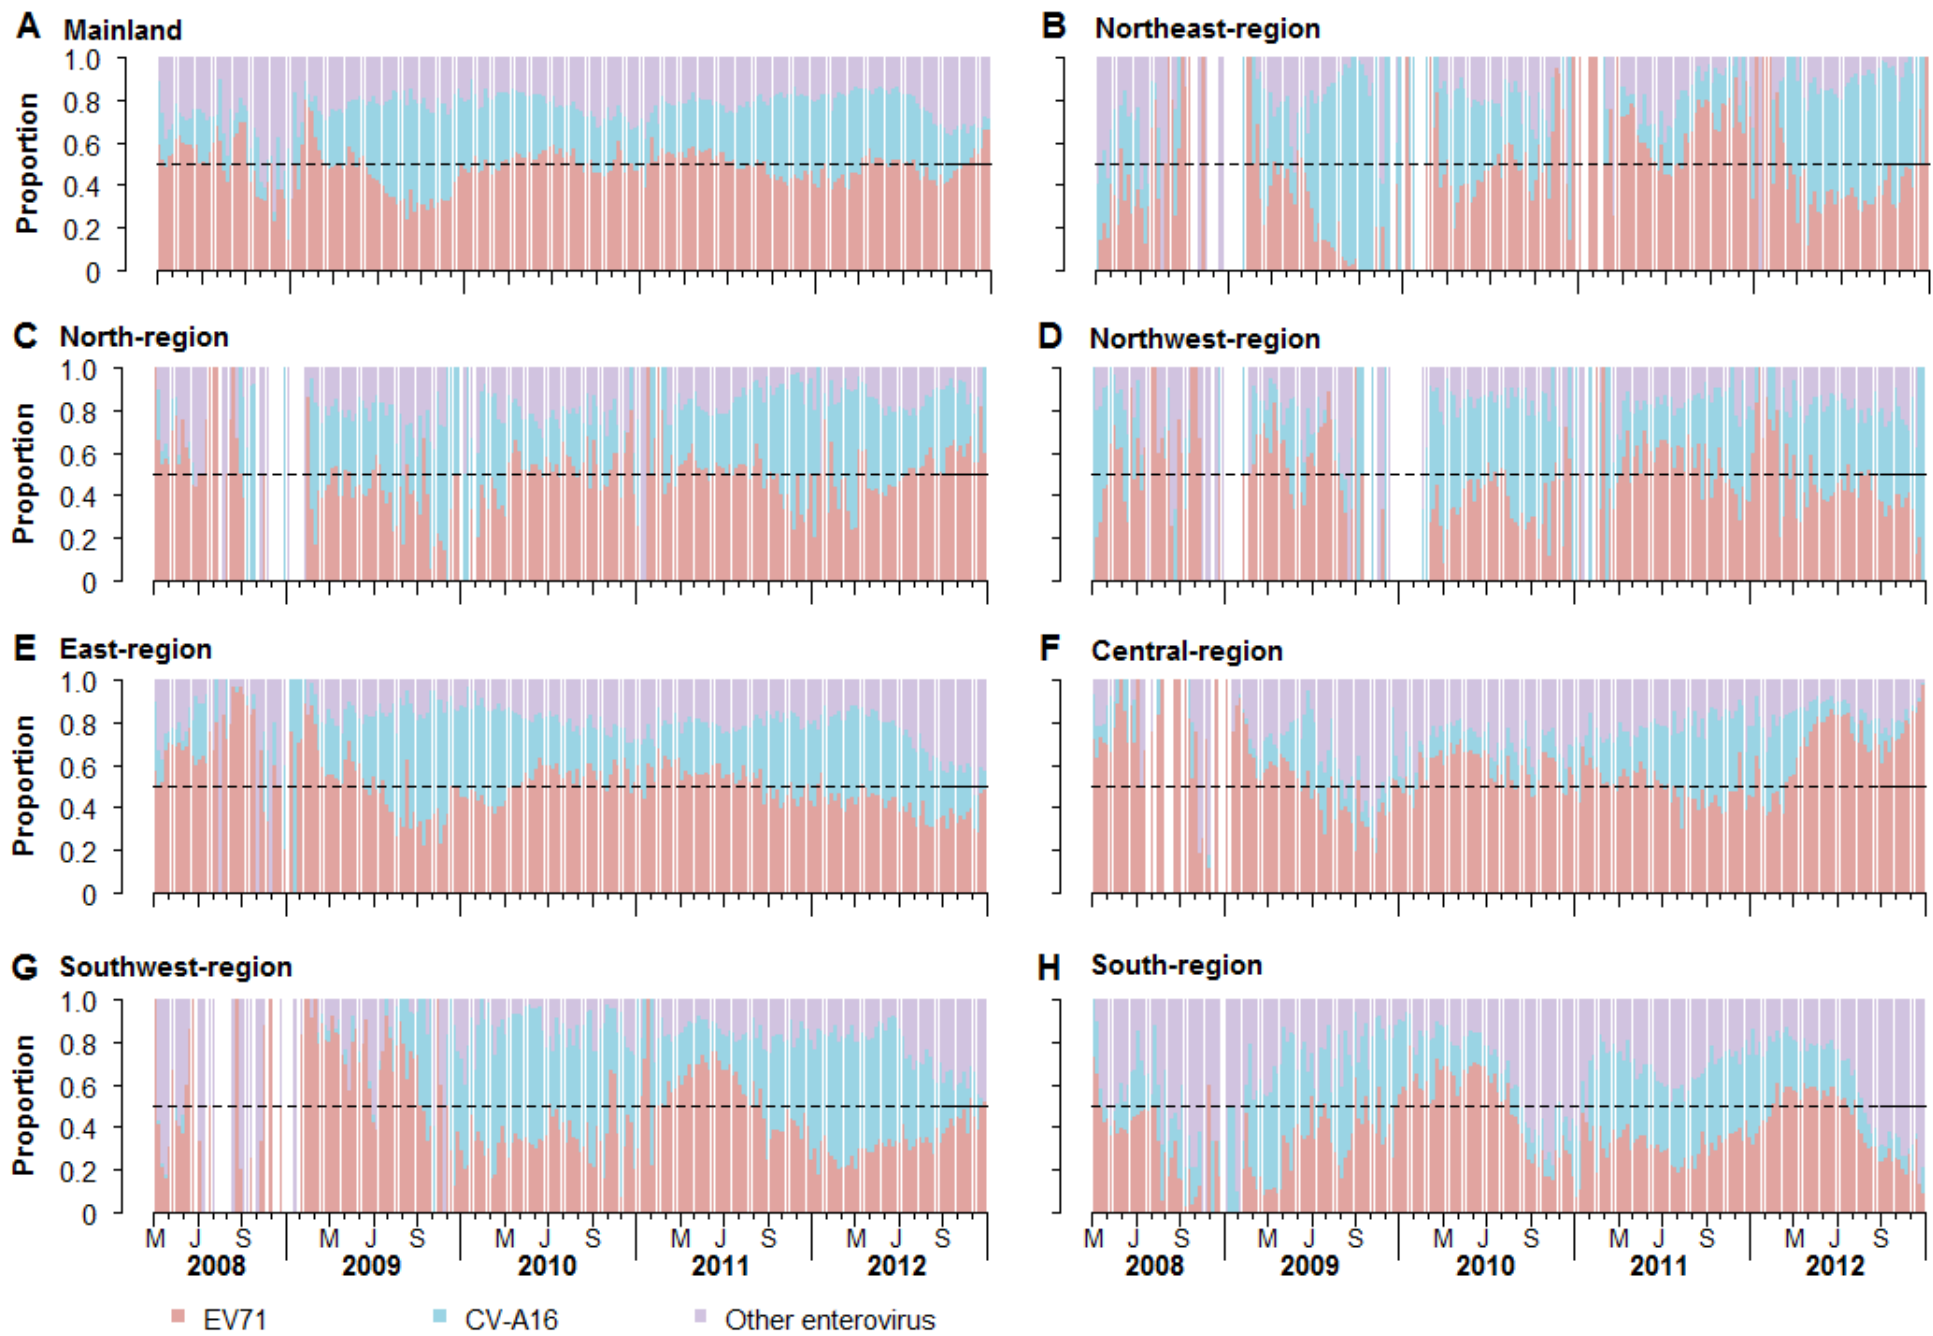 A Mainland
B Northeast-region
1.0
0.8
0.6
0.4
0.2
0
Proportion
C North-region
D Northwest-region
1.0
0.8
0.6
0.4
0.2
0
Proportion
E East-region
F Central-region
1.0
0.8
0.6
0.4
0.2
0
Proportion
G Southwest-region
H South-region
1.0
0.8
0.6
0.4
0.2
0
Proportion
M J S M J S M J S M J S M J S
2008 2009 2010 2011 2012
M J S M J S M J S M J S M J S
2008 2009 2010 2011 2012
EV71 CV-A16 Other enterovirus